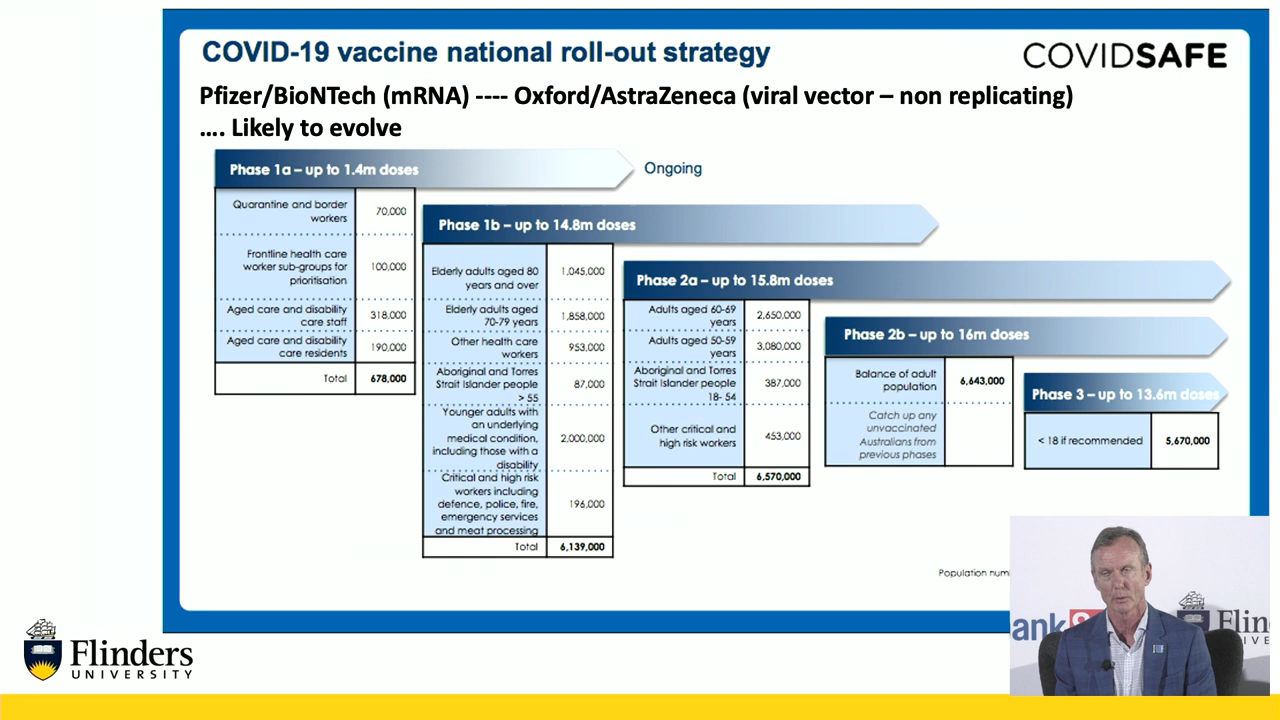 COVID-19 vaccine national roll-out strategy
COVIDSAFE
Pfizer/BioNTech (mRNA) ---- Oxford/AstraZeneca (viral vector – non replicating)
.... Likely to evolve
Phase 1a – up to 1.4m doses
Ongoing
Quarantine and border
workers
70,000
Frontline health care
worker sub-groups for
prioritisation
100,000
Aged care and disability
care staff
318,000
Aged care and disability
care residents
190,000
Total
678,000
Phase 1b – up to 14.8m doses
Elderly adults aged 80
years and over
1,045,000
Elderly adults aged
70-79 years
1,858,000
Other health care
workers
953,000
Aboriginal and Torres
Strait Islander people
> 55
87,000
Younger adults with
an underlying
medical condition,
including those with a
disability
2,000,000
Critical and high risk
workers including
defence, police, fire,
emergency services
and meat processing
196,000
Total
6,139,000
Phase 2a – up to 15.8m doses
Adults aged 60-69
years
2,650,000
Adults aged 50-59
years
3,080,000
Aboriginal and Torres
Strait Islander people
18- 54
387,000
Other critical and
high risk workers
453,000
Total
6,570,000
Phase 2b – up to 16m doses
Balance of adult
population
6,643,000
Catch up any
unvaccinated
Australians from
previous phases
Phase 3 – up to 13.6m doses
< 18 if recommended
5,670,000
Population num
ank
Flin
IVE
Flinders
UNIVERSITY